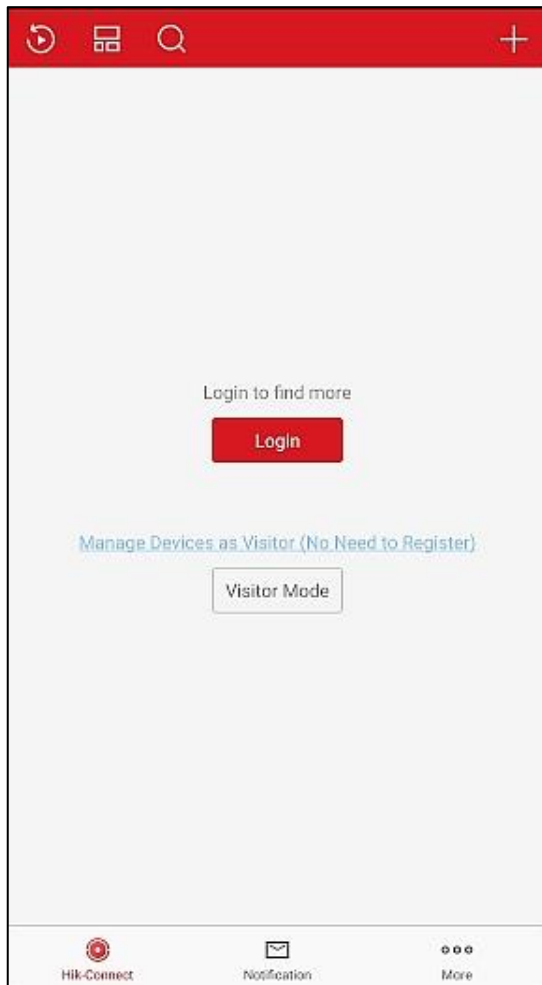 Login to find more
Login
Manage Devices as Visitor (No Need to Register)
Visitor Mode
Hik-Connect
Notification
More